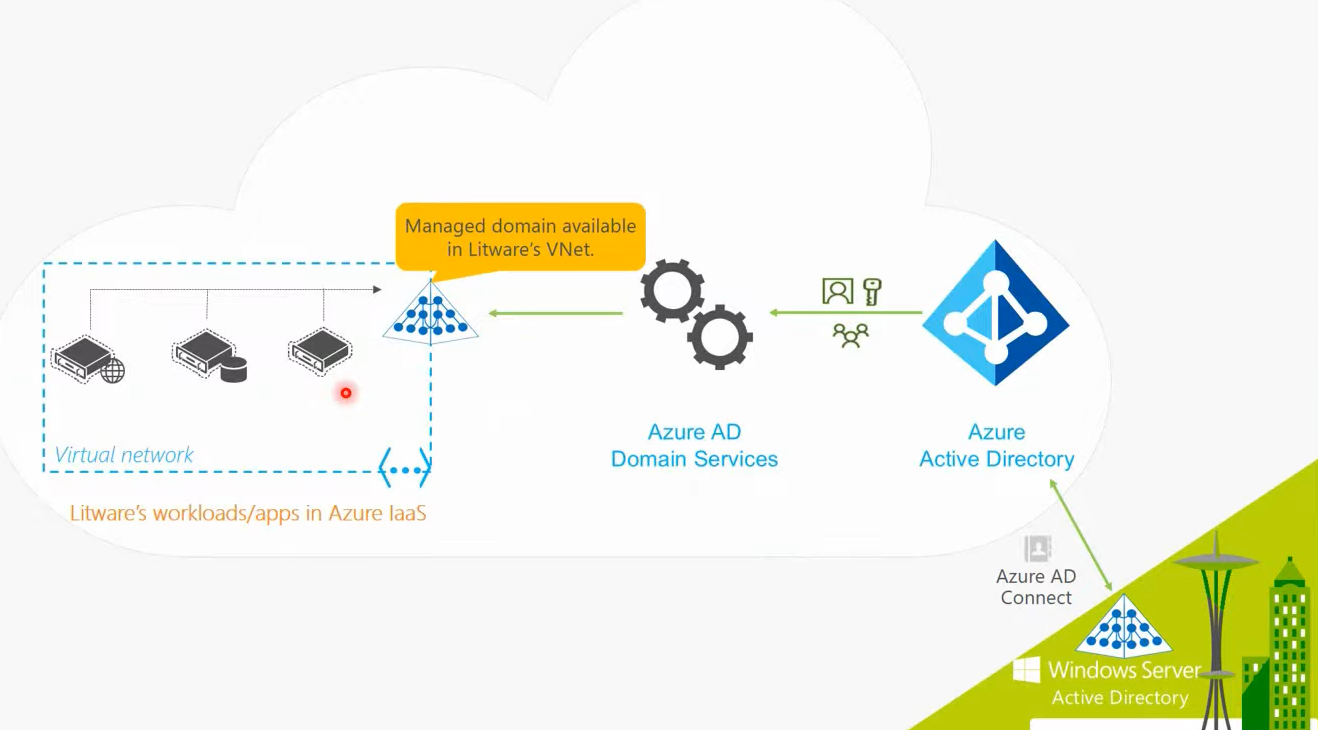 Managed domain available
in Litware's VNet.
Virtual network
Litware's workloads/apps in Azure IaaS
Azure AD
Domain Services
Azure
Active Directory
Azure AD
Connect
Windows Server
Active Directory